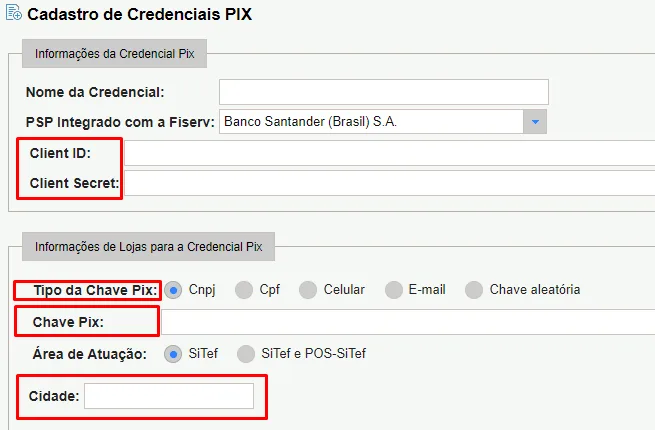 Cadastro de Credenciais PIX
Informações da Credencial Pix
Nome da Credencial:
PSP Integrado com a Fiserv: Banco Santander (Brasil) S.A.
Client ID:
Client Secret:
Informações de Lojas para a Credencial Pix
Tipo da Chave Pix: Cnpj Cpf Celular E-mail Chave aleatória
Chave Pix:
Área de Atuação: SiTef SiTef e POS-SiTef
Cidade: